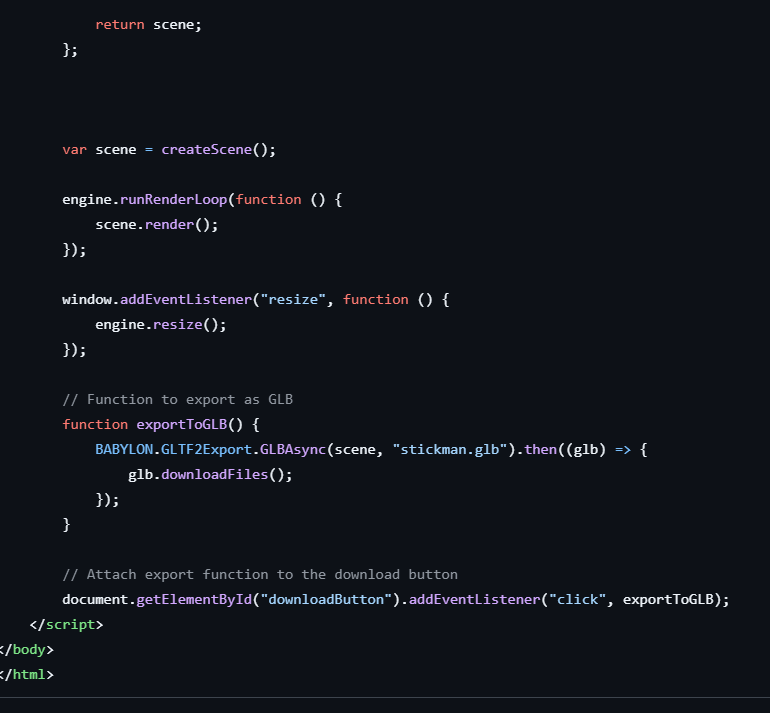 return scene;
};
var scene = createScene();
engine.runRenderLoop(function () {
scene.render();
});
window.addEventListener("resize", function () {
engine.resize();
});
// Function to export as GLB
function exportToGLB() {
BABYLON.GLTF2Export.GLBAsync(scene, "stickman.glb").then((glb) => {
glb.downloadFiles();
});
}
// Attach export function to the download button
document.getElementById("downloadButton").addEventListener("click", exportToGLB);
</script>
</body>
</html>